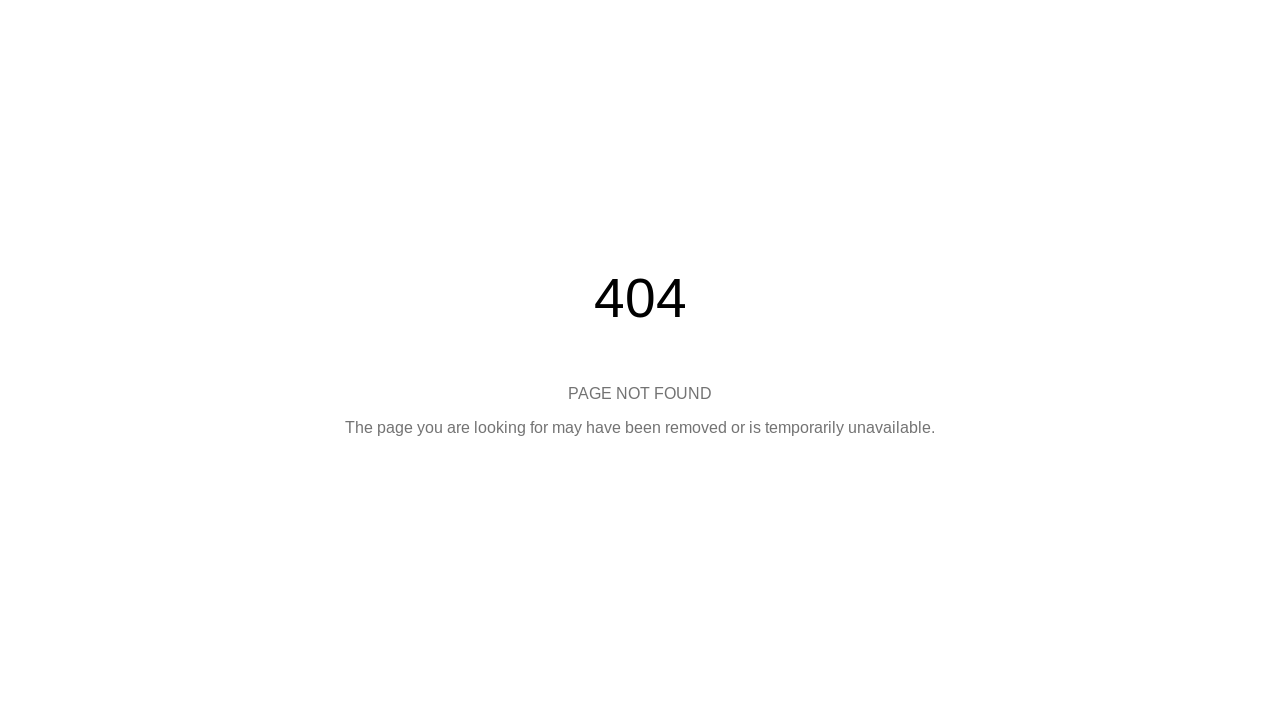 404
PAGE NOT FOUND
The page you are looking for may have been removed or is temporarily unavailable.